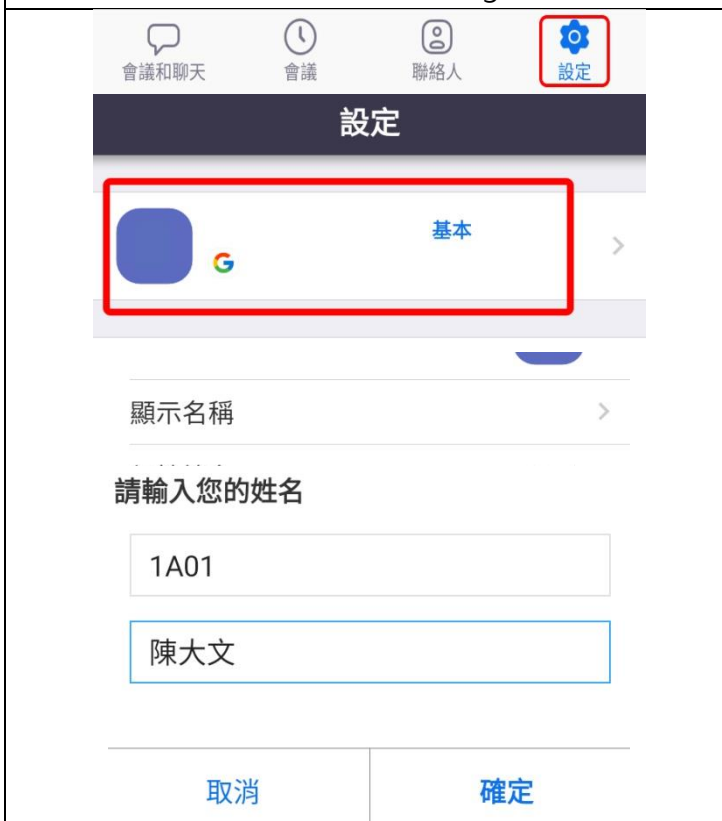 會議和聊天 會議 聯絡人 設定
設定
基本
顯示名稱
請輸入您的姓名
1A01
陳大文
取消 確定